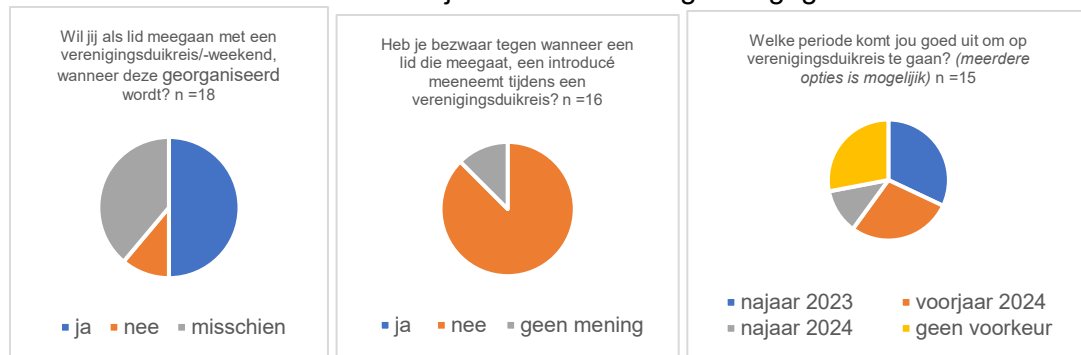 Wil jij als lid meegaan met een
verenigingsduikreis/-weekend,
wanneer deze georganiseerd
wordt? n =18
ja nee misschien
Heb je bezwaar tegen wanneer een
lid die meegaat, een introducé
meeneemt tijdens een
verenigingsduikreis? n =16
ja nee geen mening
Welke periode komt jou goed uit om op
verenigingsduikreis te gaan? (meerdere
opties is mogelijik) n =15
najaar 2023 voorjaar 2024
najaar 2024 geen voorkeur